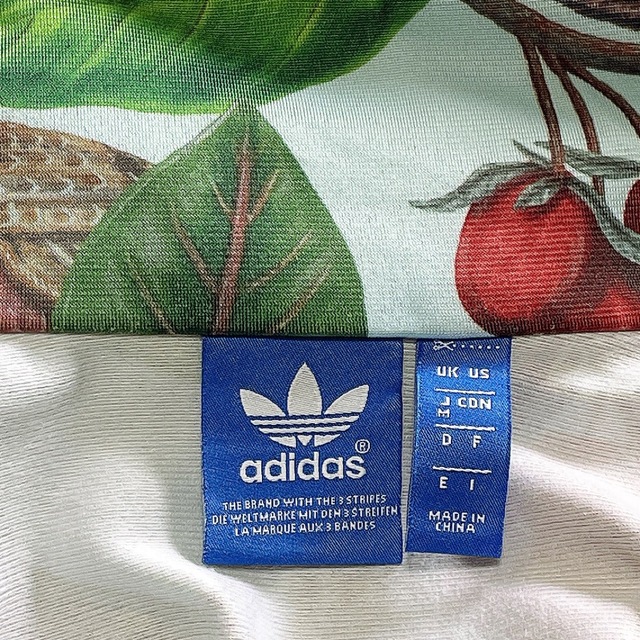 adidas®
THE BRAND WITH THE 3 STRIPES
DIE WELTMARKE MIT DEN 3 STREIFEN
LA MARQUE AUX 3 BANDES
UK US
J CDN
M
D F
E I
MADE IN
CHINA